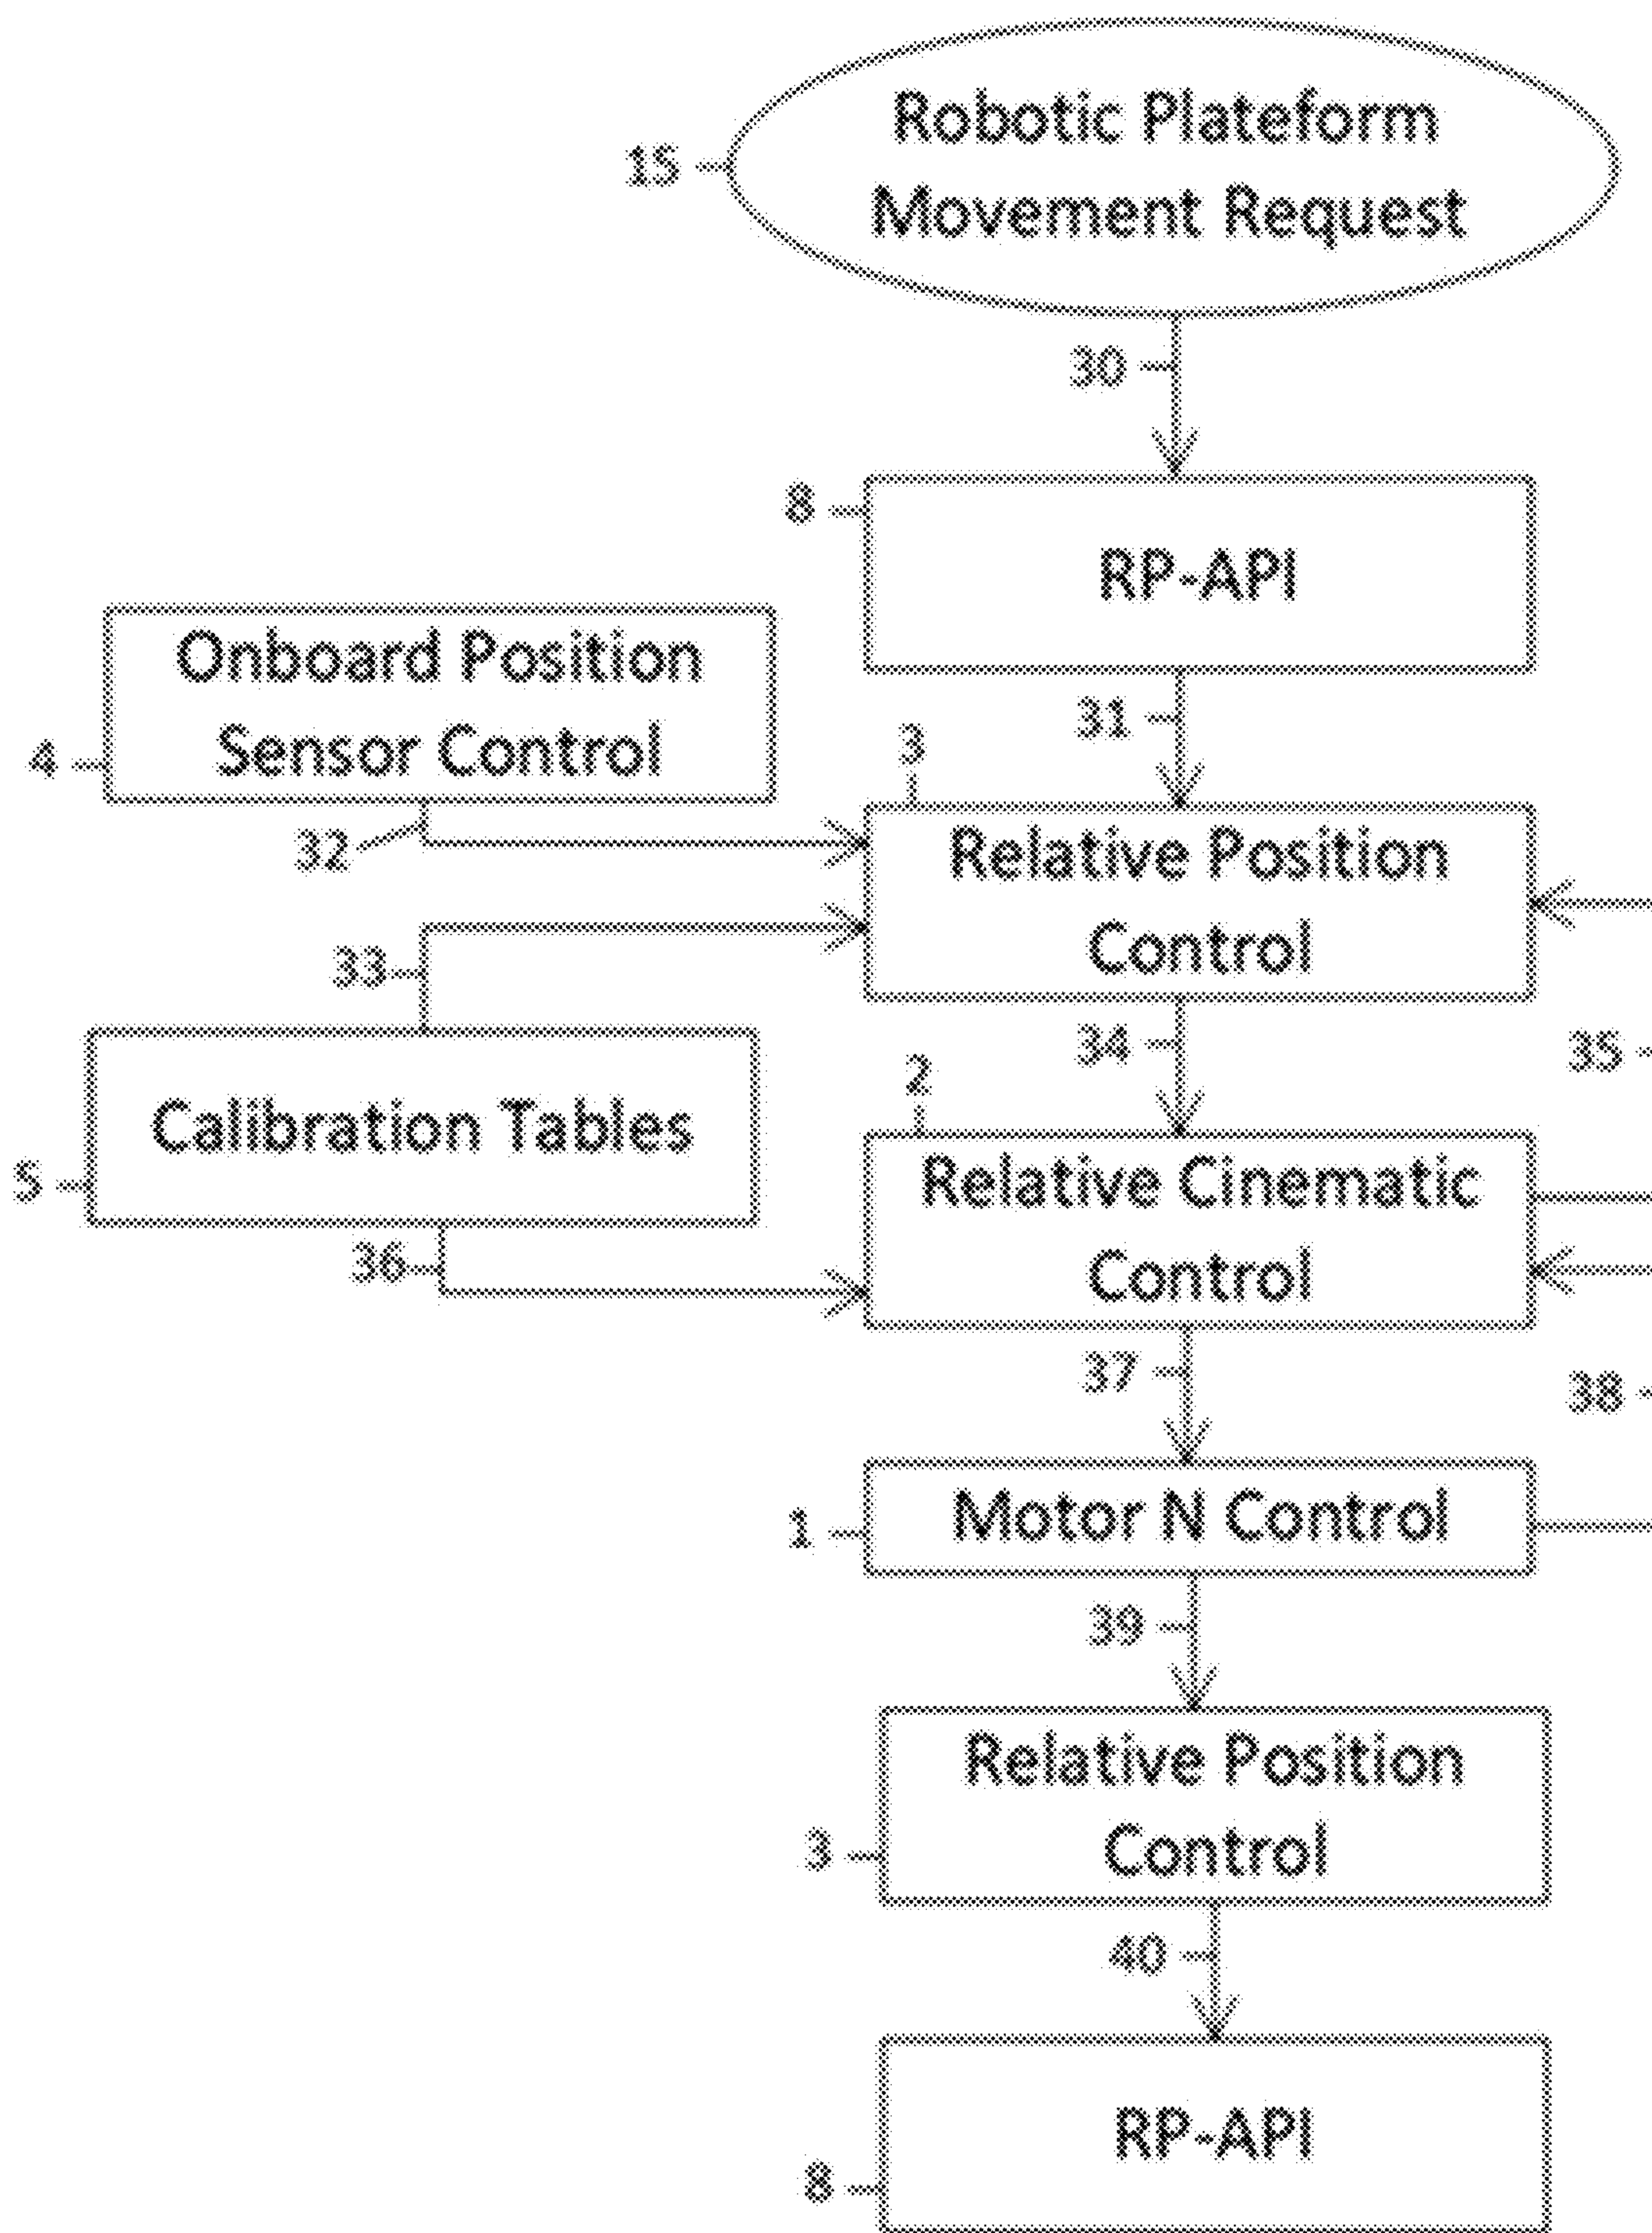 Robotic Plateform
Movement Request
15
30
8
RP-API
Onboard Position
Sensor Control
4
31
3
32
Relative Position
Control
33
34
35
2
Calibration Tables
5
Relative Cinematic
Control
36
37
38
Motor N Control
1
39
Relative Position
Control
3
40
RP-API
8